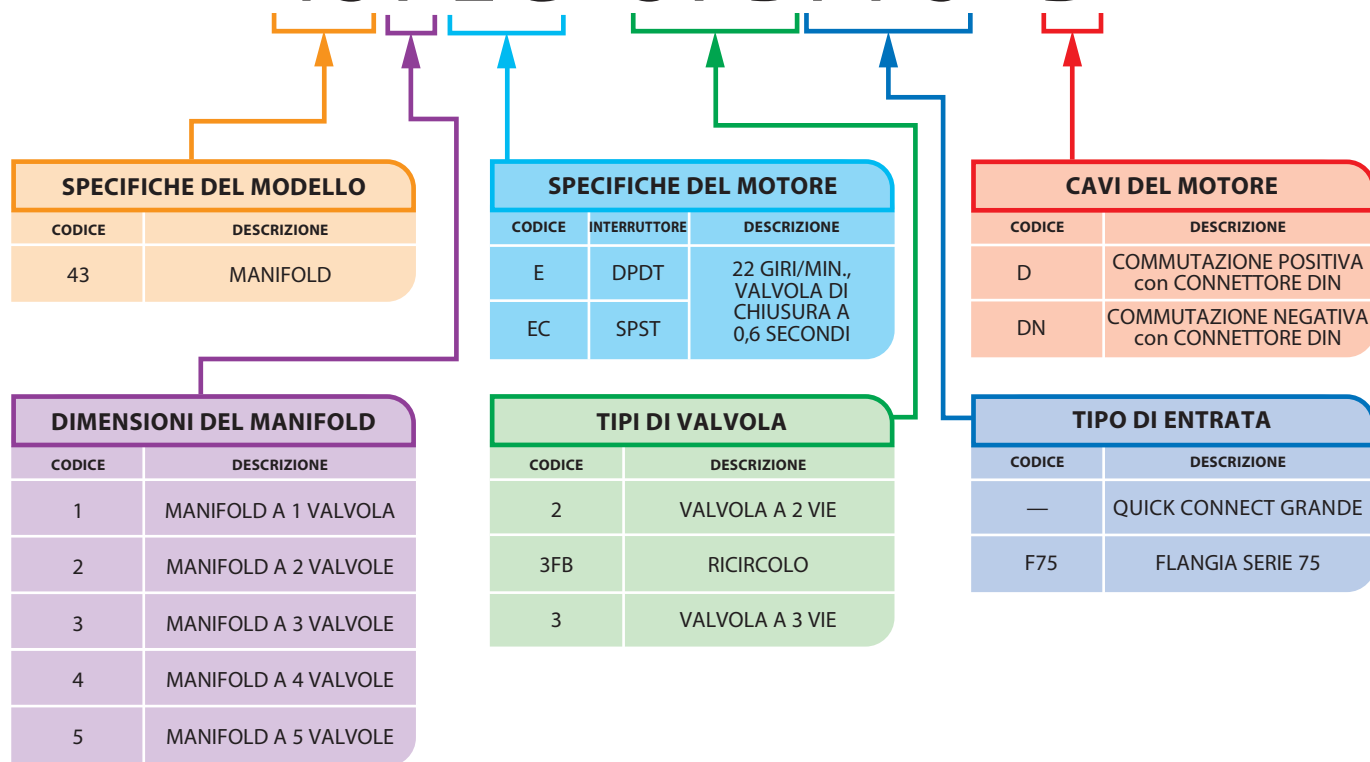 SPECIFICHE DEL MODELLO
CODICE DESCRIZIONE
43 MANIFOLD
SPECIFICHE DEL MOTORE
CODICE INTERRUTTORE DESCRIZIONE
E DPDT
EC SPST
22 GIRI/MIN.,
VALVOLA DI
CHIUSURA A
0,6 SECONDI
CAVI DEL MOTORE
CODICE DESCRIZIONE
D COMMUTAZIONE POSITIVA
con CONNETTORE DIN
DN COMMUTAZIONE NEGATIVA
con CONNETTORE DIN
DIMENSIONI DEL MANIFOLD
CODICE DESCRIZIONE
1 MANIFOLD A 1 VALVOLA
2 MANIFOLD A 2 VALVOLE
3 MANIFOLD A 3 VALVOLE
4 MANIFOLD A 4 VALVOLE
5 MANIFOLD A 5 VALVOLE
TIPI DI VALVOLA
CODICE DESCRIZIONE
2 VALVOLA A 2 VIE
3FB RICIRCOLO
3 VALVOLA A 3 VIE
TIPO DI ENTRATA
CODICE DESCRIZIONE
— QUICK CONNECT GRANDE
F75 FLANGIA SERIE 75